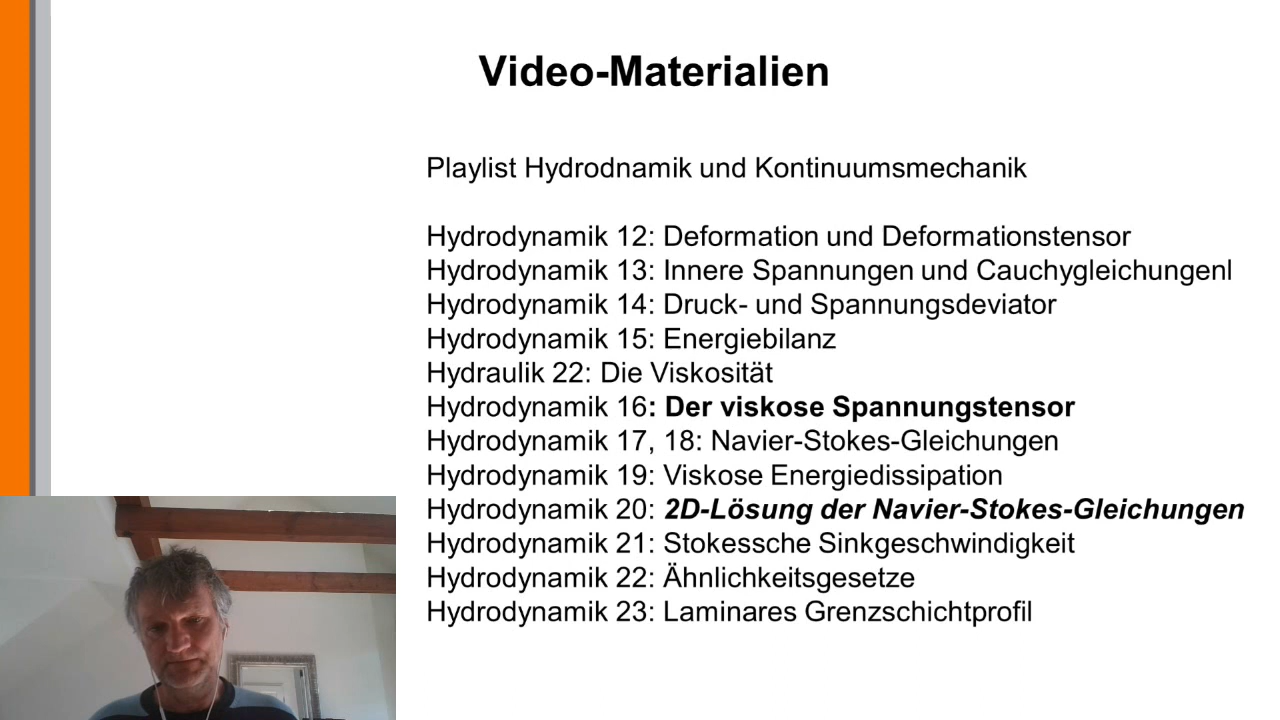 Video-Materialien
Playlist Hydrodnamik und Kontinuumsmechanik
Hydrodynamik 12: Deformation und Deformationstensor
Hydrodynamik 13: Innere Spannungen und Cauchygleichungenl
Hydrodynamik 14: Druck- und Spannungsdeviator
Hydrodynamik 15: Energiebilanz
Hydraulik 22: Die Viskosität
Hydrodynamik 16: Der viskose Spannungstensor
Hydrodynamik 17, 18: Navier-Stokes-Gleichungen
Hydrodynamik 19: Viskose Energiedissipation
Hydrodynamik 20: 2D-Lösung der Navier-Stokes-Gleichungen
Hydrodynamik 21: Stokessche Sinkgeschwindigkeit
Hydrodynamik 22: Ähnlichkeitsgesetze
Hydrodynamik 23: Laminares Grenzschichtprofil